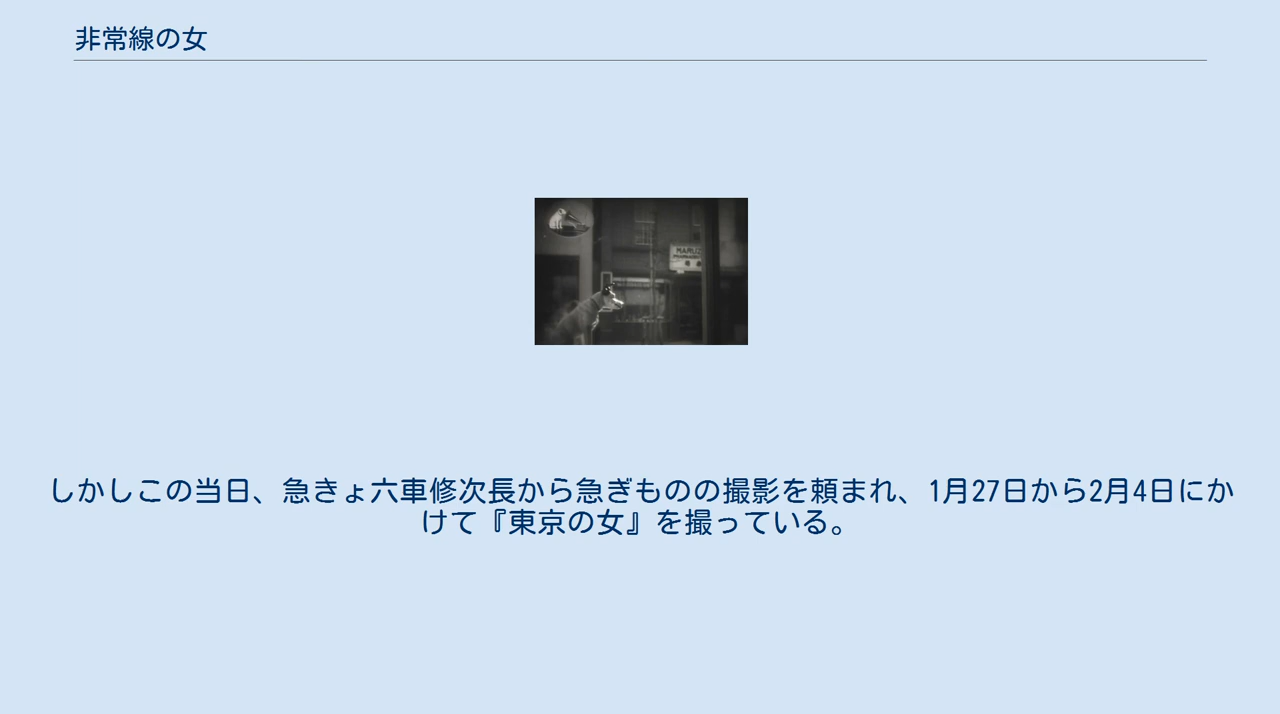 非常線の女
しかしこの当日、急きょ六車修次長から急ぎものの撮影を頼まれ、1月27日から2月4日にか
けて『東京の女』を撮っている。